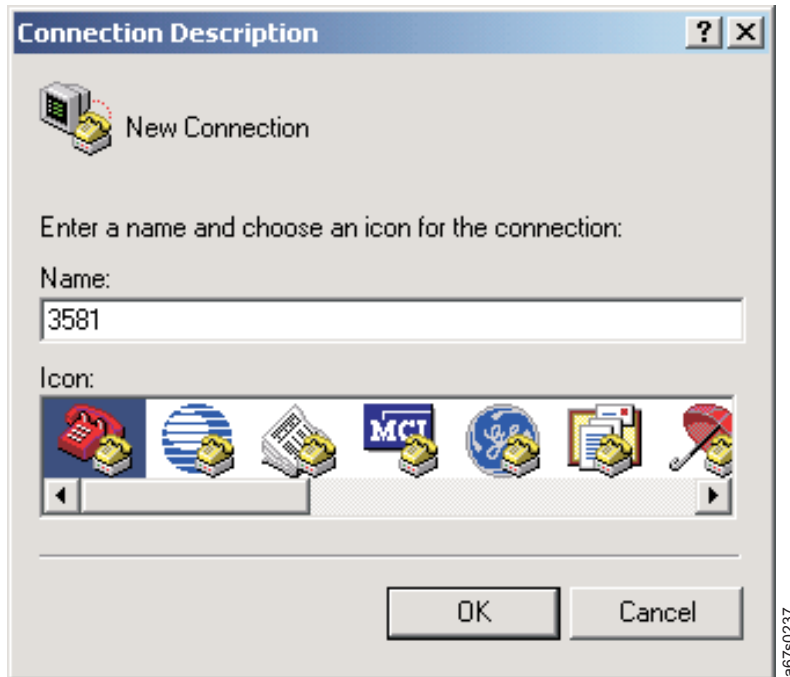 Connection Description
New Connection
Enter a name and choose an icon for the connection:
Name:
3581
Icon:
MCI
OK
Cancel
a67s0237